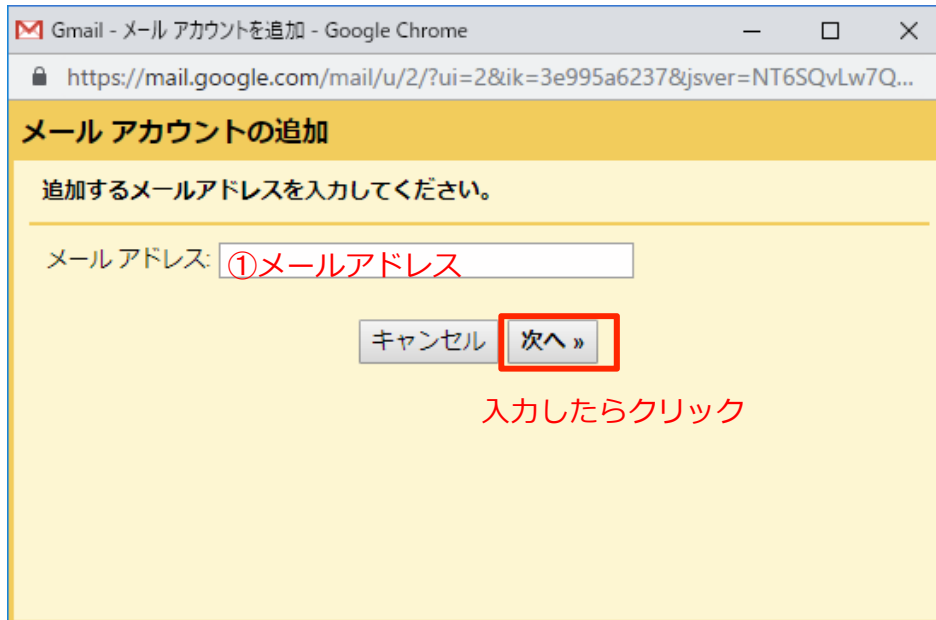 Gmail - メール アカウントを追加 - Google Chrome
https://mail.google.com/mail/u/2/?ui=2&ik=3e995a6237&jsver=NT6SQvLw7Q...
メール アカウントの追加
追加するメールアドレスを入力してください。
メール アドレス: ①メールアドレス
キャンセル 次へ »
入力したらクリック